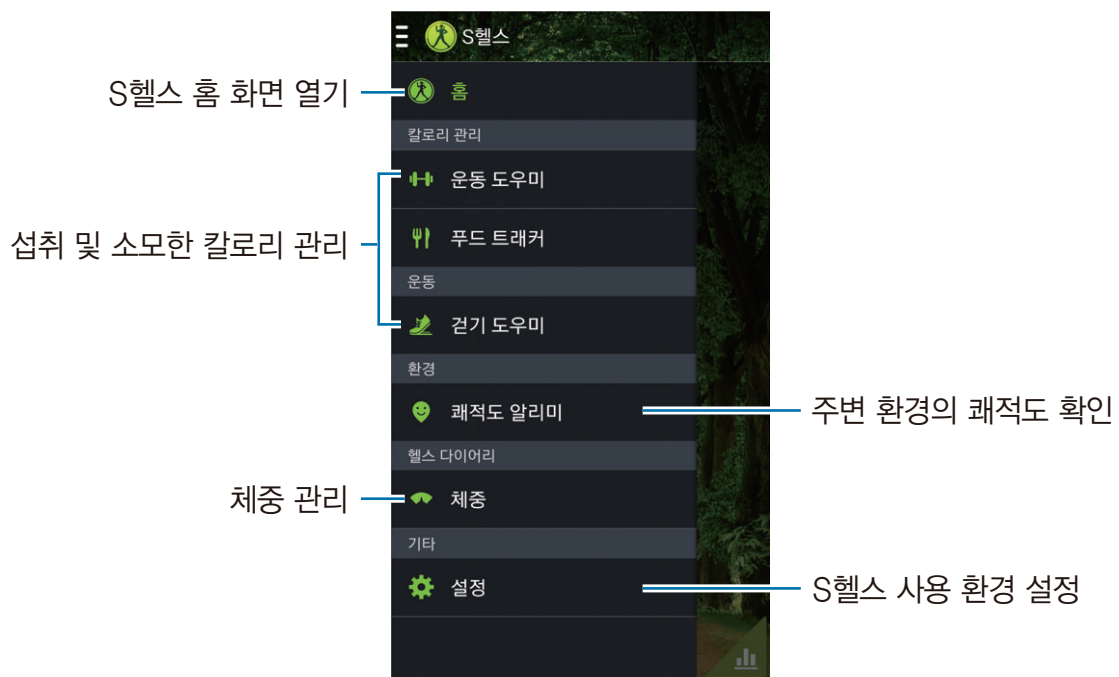 S헬스
S헬스 홈 화면 열기
홈
칼로리 관리
운동 도우미
섭취 및 소모한 칼로리 관리
푸드 트래커
운동
걷기 도우미
환경
쾌적도 알리미
주변 환경의 쾌적도 확인
헬스 다이어리
체중 관리
체중
기타
설정
S헬스 사용 환경 설정